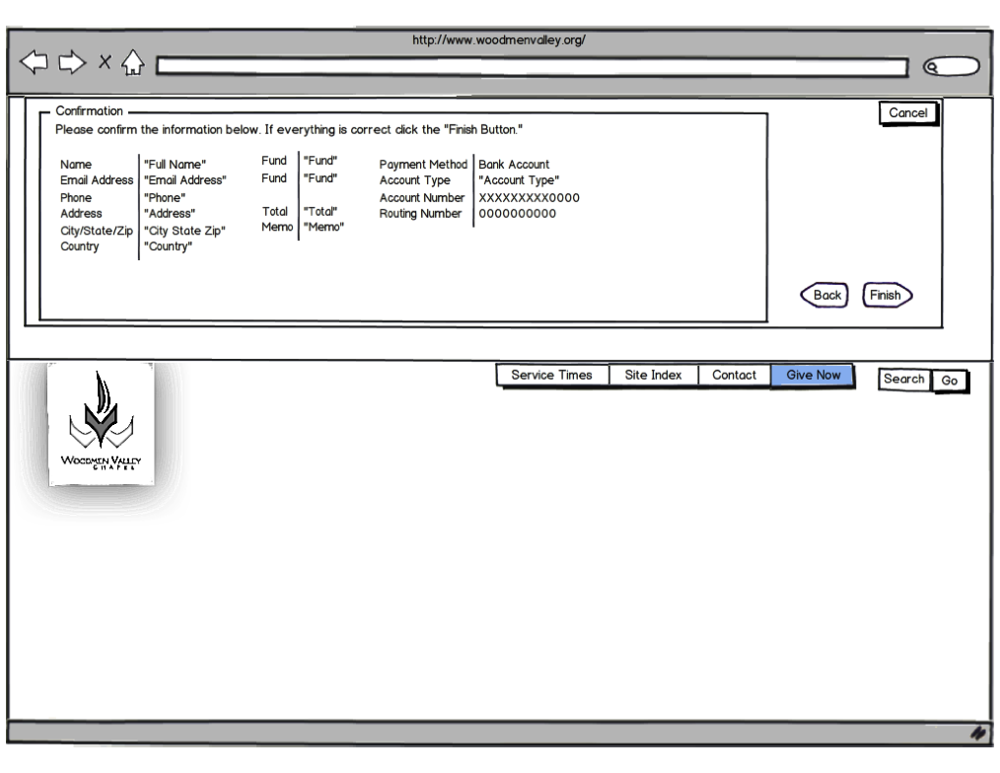 http://www.woodmenvalley.org/
Confirmation
Cancel
Please confirm the information below. If everything is correct click the "Finish Button."
Name "Full Name"
Email Address "Email Address"
Phone "Phone"
Address "Address"
City/State/Zip "City State Zip"
Country "Country"
Fund "Fund"
Fund "Fund"
Total "Total"
Memo "Memo"
Payment Method Bank Account
Account Type "Account Type"
Account Number XXXXXXXXX0000
Routing Number 0000000000
Back Finish
Service Times Site Index Contact Give Now Search Go
WOODMEN VALLEY
CHAPEL